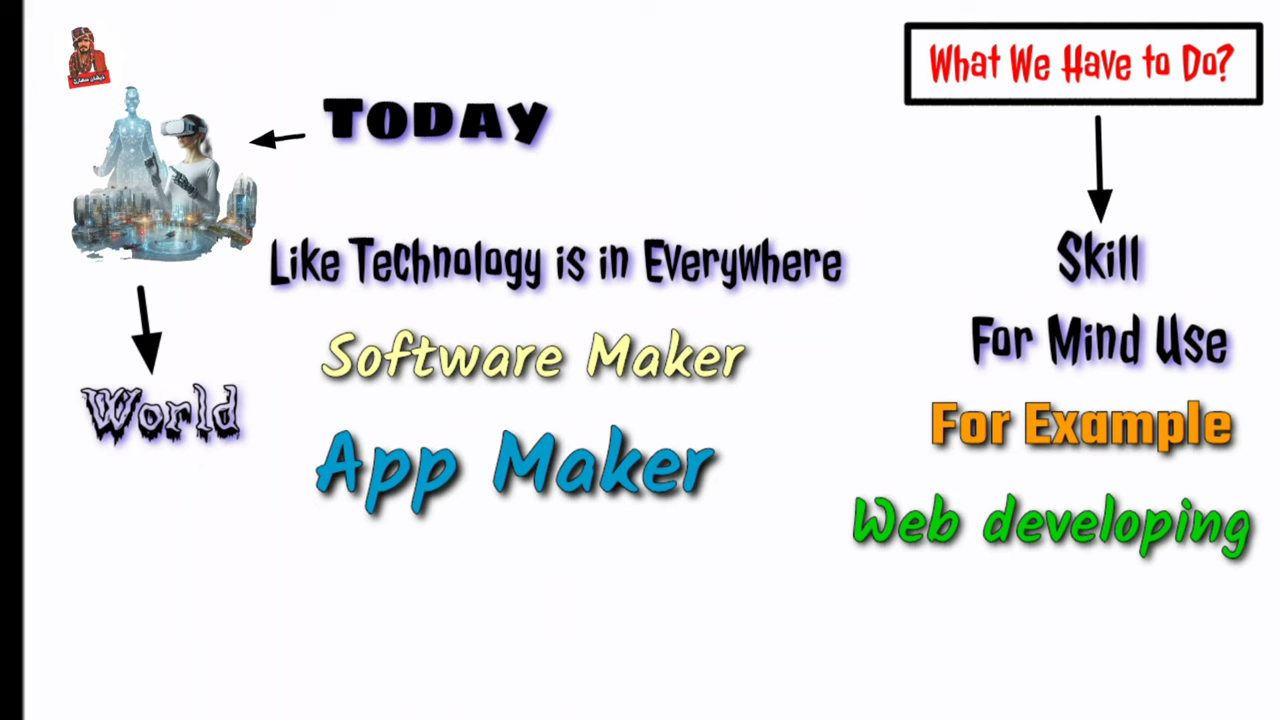 What We Have to Do?
Today
Like Technology is in Everywhere
Software Maker
App Maker
World
Skill
For Mind Use
For Example
Web developing